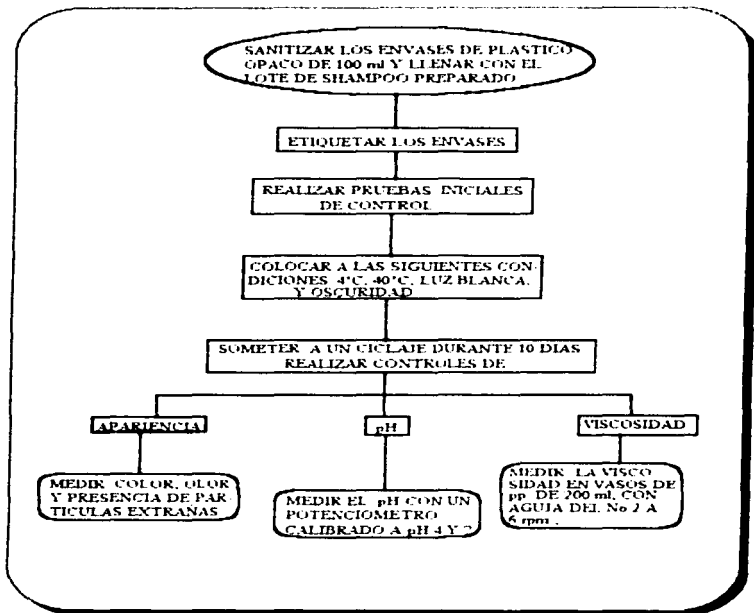 SANITIZAR LOS ENVASES DE PLASTICO
OPACO DE 100 ml Y LLENAR CON EL
LOTE DE SHAMPOO PREPARADO
ETIQUETAR LOS ENVASES
REALIZAR PRUEBAS INICIALES
DE CONTROL
COLOCAR A LAS SIGUIENTES CON-
DICIONES 4°C, 40°C, LUZ BLANCA,
Y OSCURIDAD
SOMETER A UN CICLAJE DURANTE 10 DIAS
REALIZAR CONTROLES DE
APARIENCIA
MEDIR COLOR, OLOR
Y PRESENCIA DE PAR-
TICULAS EXTRAÑAS
pH
MEDIR EL pH CON UN
POTENCIOMETRO
CALIBRADO A pH 4 Y
VISCOSIDAD
MEDIR LA VISCO
SIDAD EN VASOS DE
pp DE 200 ml, CON
AGUJA DEL No 2 A
6 rpm.